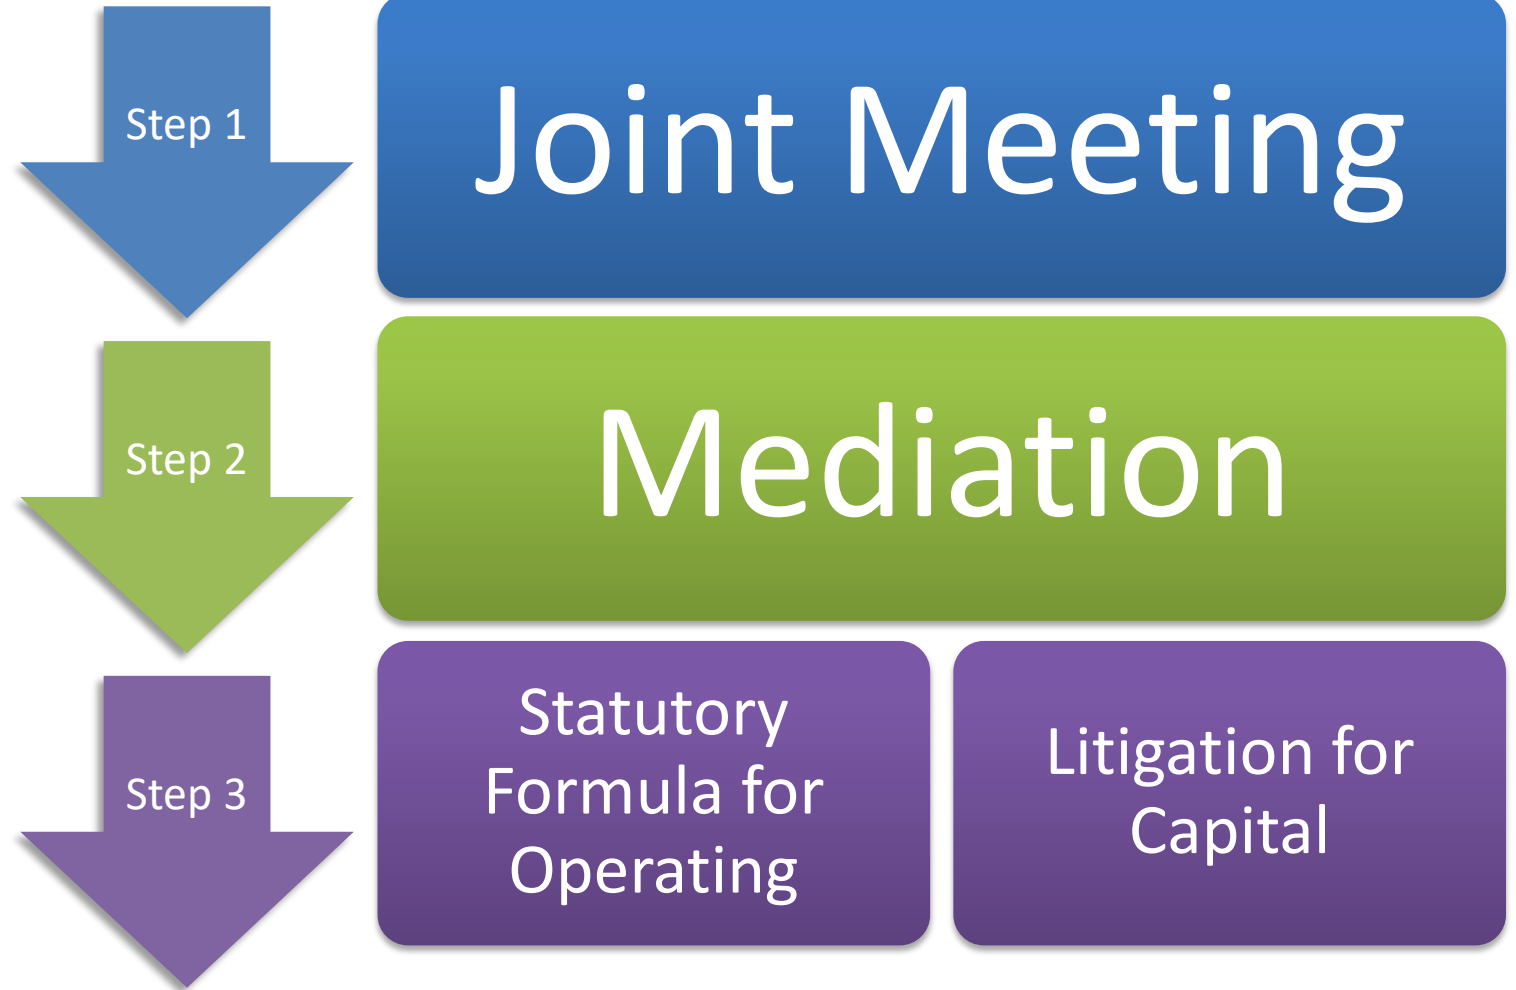 Step 1
Joint Meeting
Step 2
Mediation
Step 3
Statutory
Formula for
Operating
Litigation for
Capital